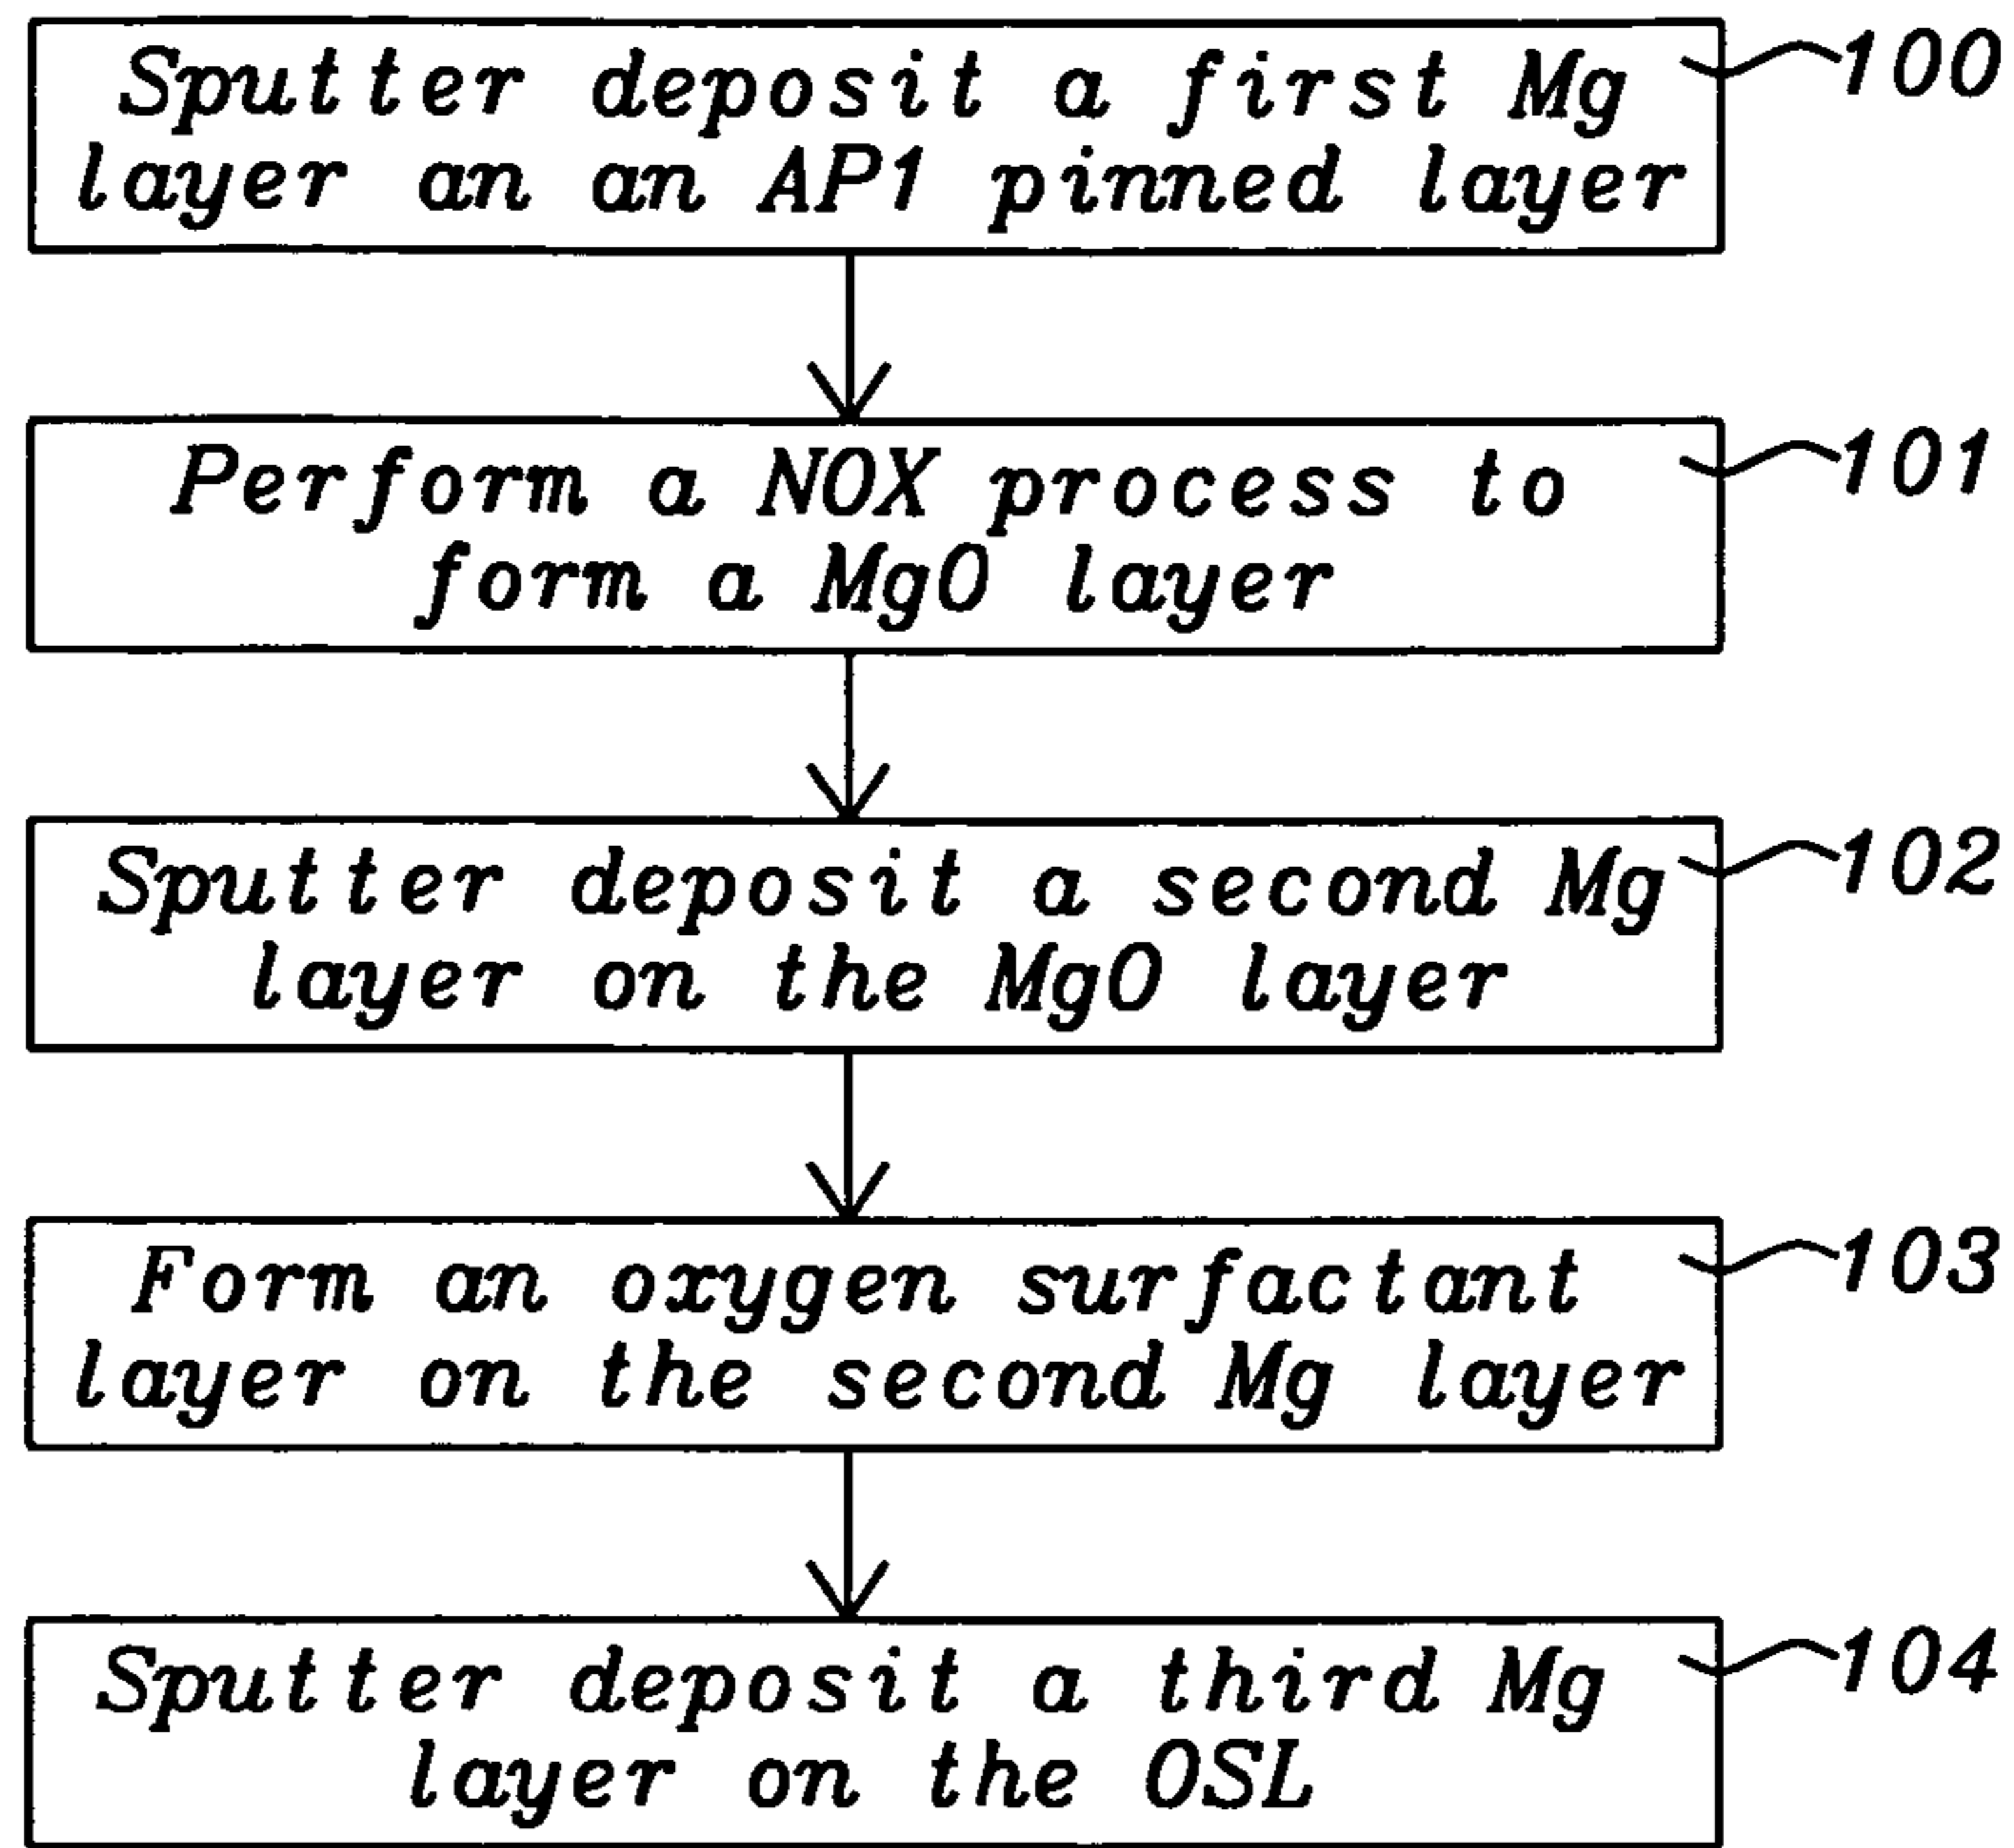 Sputter deposit a first Mg
layer an an AP1 pinned layer
100
Perform a NOX process to
form a MgO layer
101
Sputter deposit a second Mg
layer on the MgO layer
102
Form an oxygen surfactant
layer on the second Mg layer
103
Sputter deposit a third Mg
layer on the OSL
104